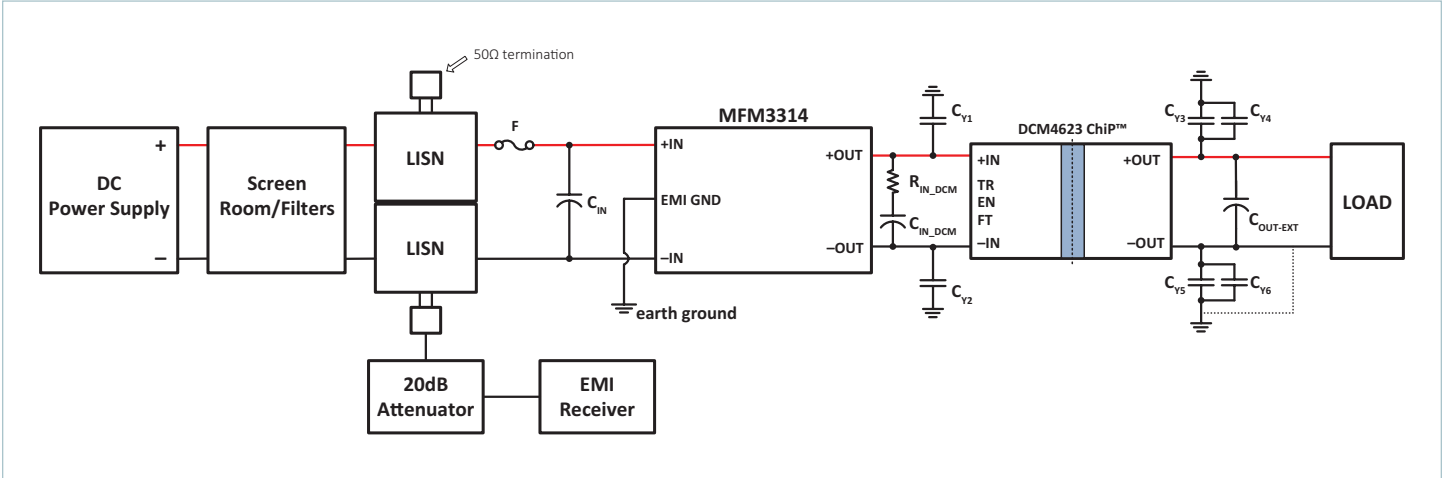 50Ω termination
DC
Power Supply
+
–
Screen
Room/Filters
LISN
LISN
F
C_IN
MFM3314
+IN
EMI GND
–IN
+OUT
–OUT
earth ground
C_Y1
R_IN_DCM
C_IN_DCM
C_Y2
DCM4623 ChiP™
+IN
TR
EN
FT
–IN
+OUT
–OUT
C_Y3
C_Y4
C_OUT-EXT
C_Y5
C_Y6
LOAD
20dB
Attenuator
EMI
Receiver